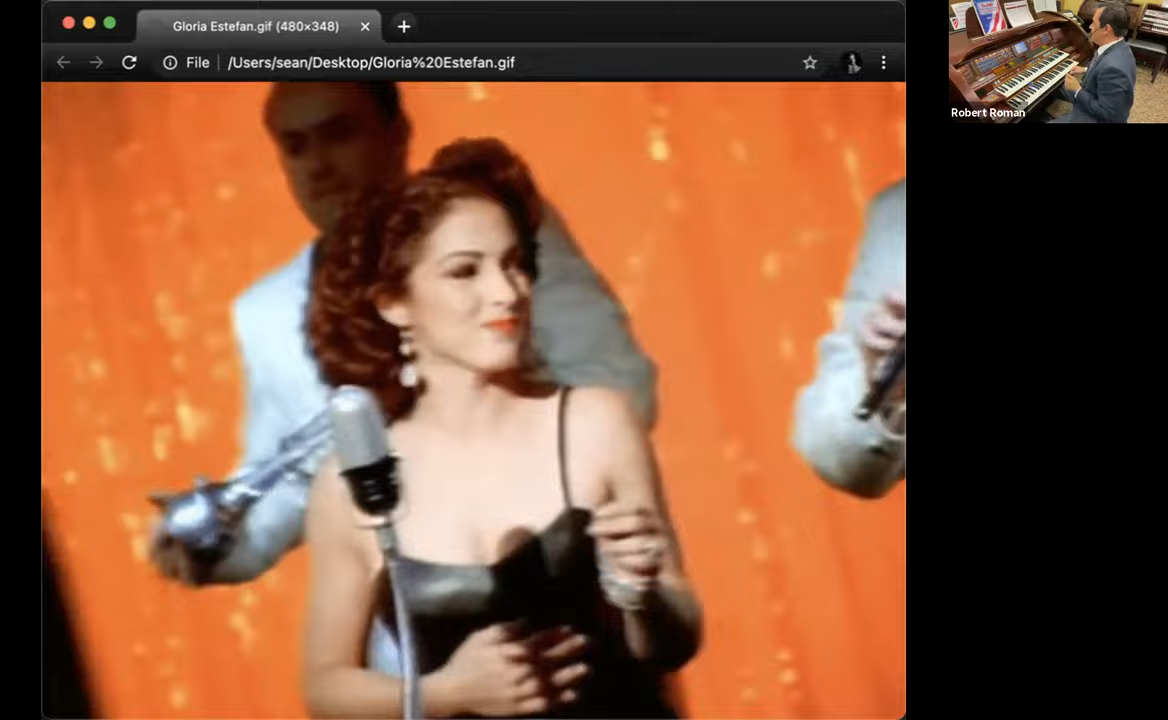 Gloria Estefan.gif (480×348)
File /Users/sean/Desktop/Gloria%20Estefan.gif
Robert Roman